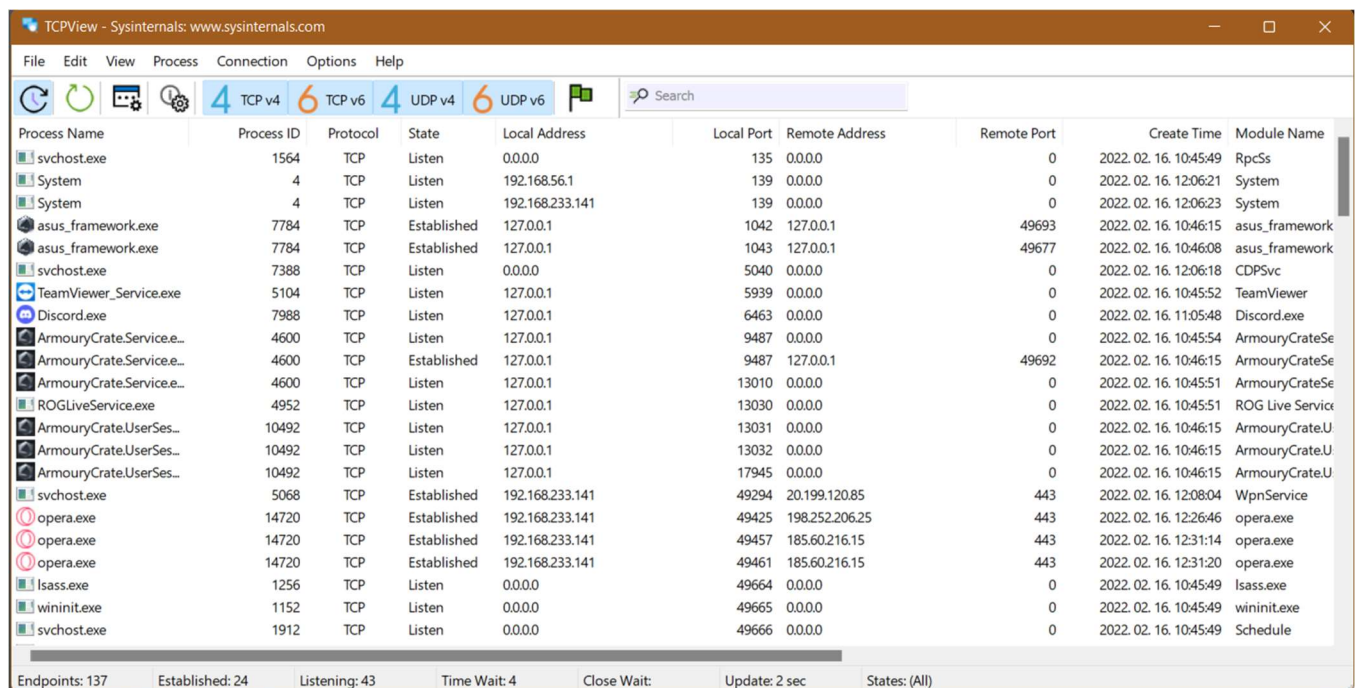 TCPView - Sysinternals: www.sysinternals.com
File Edit View Process Connection Options Help
4 TCP v4 6 TCP v6 4 UDP v4 6 UDP v6 Search
Process Name Process ID Protocol State Local Address Local Port Remote Address Remote Port Create Time Module Name
svchost.exe 1564 TCP Listen 0.0.0.0 135 0.0.0.0 0 2022. 02. 16. 10:45:49 RpcSs
System 4 TCP Listen 192.168.56.1 139 0.0.0.0 0 2022. 02. 16. 12:06:21 System
System 4 TCP Listen 192.168.233.141 139 0.0.0.0 0 2022. 02. 16. 12:06:23 System
asus_framework.exe 7784 TCP Established 127.0.0.1 1042 127.0.0.1 49693 2022. 02. 16. 10:46:15 asus_framework
asus_framework.exe 7784 TCP Established 127.0.0.1 1043 127.0.0.1 49677 2022. 02. 16. 10:46:08 asus_framework
svchost.exe 7388 TCP Listen 0.0.0.0 5040 0.0.0.0 0 2022. 02. 16. 12:06:18 CDPSvc
TeamViewer_Service.exe 5104 TCP Listen 127.0.0.1 5939 0.0.0.0 0 2022. 02. 16. 10:45:52 TeamViewer
Discord.exe 7988 TCP Listen 127.0.0.1 6463 0.0.0.0 0 2022. 02. 16. 11:05:48 Discord.exe
ArmouryCrate.Service.e... 4600 TCP Listen 127.0.0.1 9487 0.0.0.0 0 2022. 02. 16. 10:45:54 ArmouryCrateSe
ArmouryCrate.Service.e... 4600 TCP Established 127.0.0.1 9487 127.0.0.1 49692 2022. 02. 16. 10:46:15 ArmouryCrateSe
ArmouryCrate.Service.e... 4600 TCP Listen 127.0.0.1 13010 0.0.0.0 0 2022. 02. 16. 10:45:51 ArmouryCrateSe
ROGLiveService.exe 4952 TCP Listen 127.0.0.1 13030 0.0.0.0 0 2022. 02. 16. 10:45:51 ROG Live Service
ArmouryCrate.UserSes... 10492 TCP Listen 127.0.0.1 13031 0.0.0.0 0 2022. 02. 16. 10:46:15 ArmouryCrate.U
ArmouryCrate.UserSes... 10492 TCP Listen 127.0.0.1 13032 0.0.0.0 0 2022. 02. 16. 10:46:15 ArmouryCrate.U
ArmouryCrate.UserSes... 10492 TCP Listen 127.0.0.1 17945 0.0.0.0 0 2022. 02. 16. 10:46:15 ArmouryCrate.U
svchost.exe 5068 TCP Established 192.168.233.141 49294 20.199.120.85 443 2022. 02. 16. 12:08:04 WpnService
opera.exe 14720 TCP Established 192.168.233.141 49425 198.252.206.25 443 2022. 02. 16. 12:26:46 opera.exe
opera.exe 14720 TCP Established 192.168.233.141 49457 185.60.216.15 443 2022. 02. 16. 12:31:14 opera.exe
opera.exe 14720 TCP Established 192.168.233.141 49461 185.60.216.15 443 2022. 02. 16. 12:31:20 opera.exe
lsass.exe 1256 TCP Listen 0.0.0.0 49664 0.0.0.0 0 2022. 02. 16. 10:45:49 lsass.exe
wininit.exe 1152 TCP Listen 0.0.0.0 49665 0.0.0.0 0 2022. 02. 16. 10:45:49 wininit.exe
svchost.exe 1912 TCP Listen 0.0.0.0 49666 0.0.0.0 0 2022. 02. 16. 10:45:49 Schedule
Endpoints: 137 Established: 24 Listening: 43 Time Wait: 4 Close Wait: Update: 2 sec States: (All)